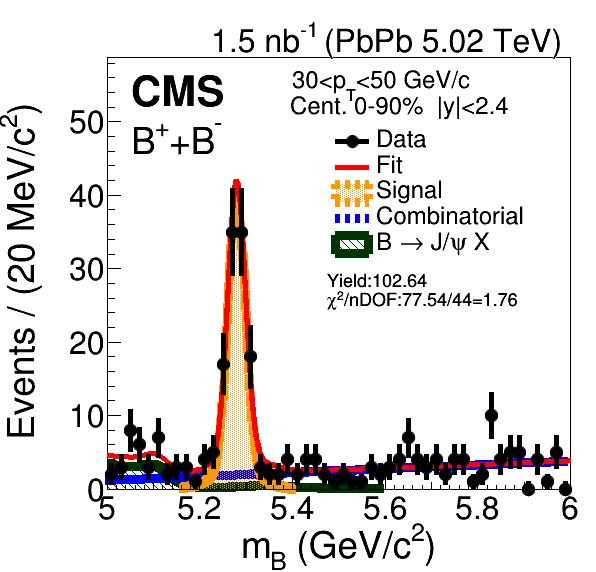 1.5 nb⁻¹ (PbPb 5.02 TeV)
CMS
30<p_T<50 GeV/c
Cent. 0-90% |y|<2.4
B⁺+B⁻
Data
Fit
Signal
Combinatorial
B → J/ψ X
Yield:102.64
χ²/nDOF:77.54/44=1.76
Events / (20 MeV/c²)
50
40
30
20
10
0
5 5.2 5.4 5.6 5.8 6
m_B (GeV/c²)